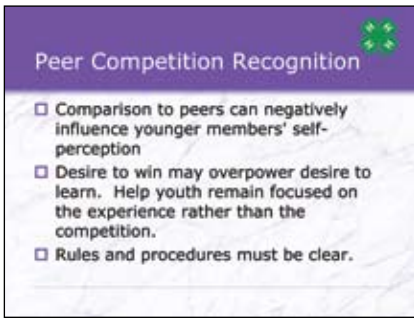 Peer Competition Recognition
Comparison to peers can negatively
influence younger members' self-
perception
Desire to win may overpower desire to
learn. Help youth remain focused on
the experience rather than the
competition.
Rules and procedures must be clear.